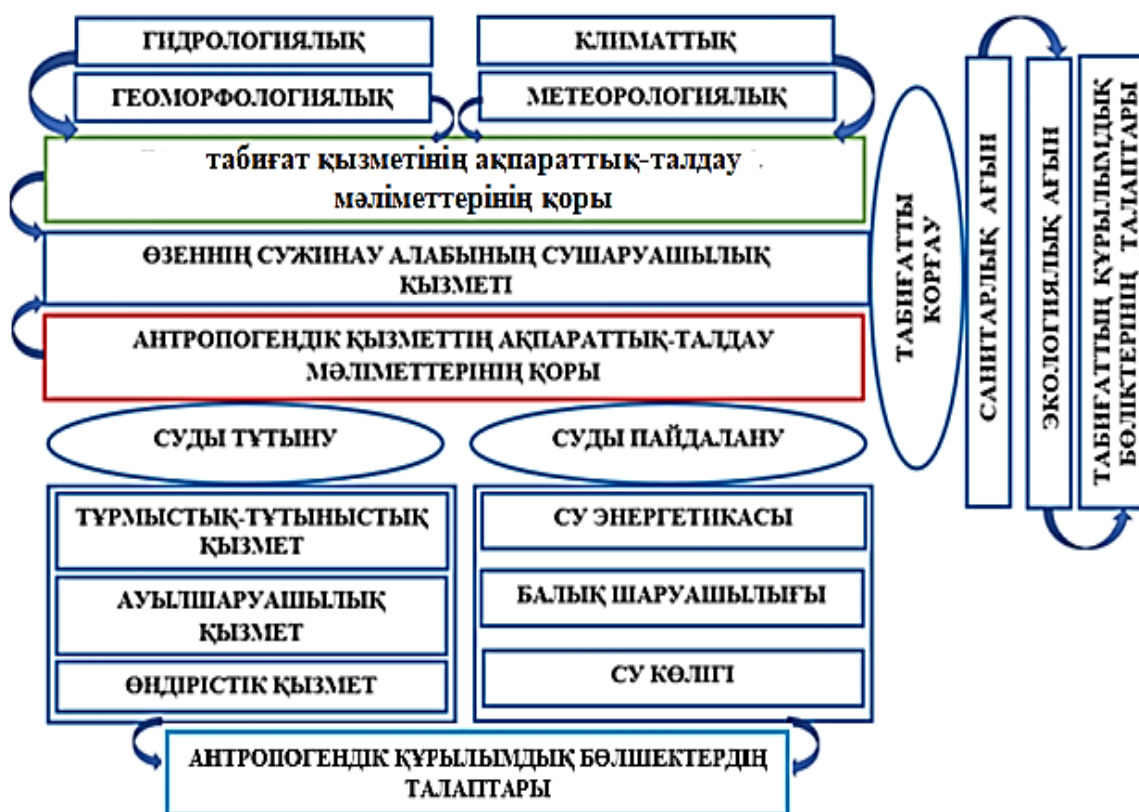 ГИДРОЛОГИЯЛЫҚ
КЛИМАТТЫҚ
ГЕОМОРФОЛОГИЯЛЫҚ
МЕТЕОРОЛОГИЯЛЫҚ
табиғат қызметінің ақпараттық-талдау
мәліметтерінің қоры
ӨЗЕННІҢ СУЖИНАУ АЛАБЫНЫҢ СУШАРУАШЫЛЫҚ
ҚЫЗМЕТІ
АНТРОПОГЕНДІК ҚЫЗМЕТТІҢ АҚПАРАТТЫҚ-ТАЛДАУ
МӘЛІМЕТТЕРІНІҢ ҚОРЫ
СУДЫ ТҰТЫНУ
СУДЫ ПАЙДАЛАНУ
ТҰРМЫСТЫҚ-ТҰТЫНЫСТЫҚ
ҚЫЗМЕТ
АУЫЛШАРУАШЫЛЫҚ
ҚЫЗМЕТ
ӨНДІРІСТІК ҚЫЗМЕТ
СУ ЭНЕРГЕТИКАСЫ
БАЛЫҚ ШАРУАШЫЛЫҒЫ
СУ КӨЛІГІ
АНТРОПОГЕНДІК ҚҰРЫЛЫМДЫҚ БӨЛШЕКТЕРДІҢ
ТАЛАПТАРЫ
ТАБИҒАТТЫ
ҚОРҒАУ
САНИТАРЛЫҚ АҒЫН
ЭКОЛОГИЯЛЫҚ АҒЫН
ТАБИҒАТТЫҢ ҚҰРЫЛЫМДЫҚ
БӨЛІКТЕРІНІҢ ТАЛАПТАРЫ